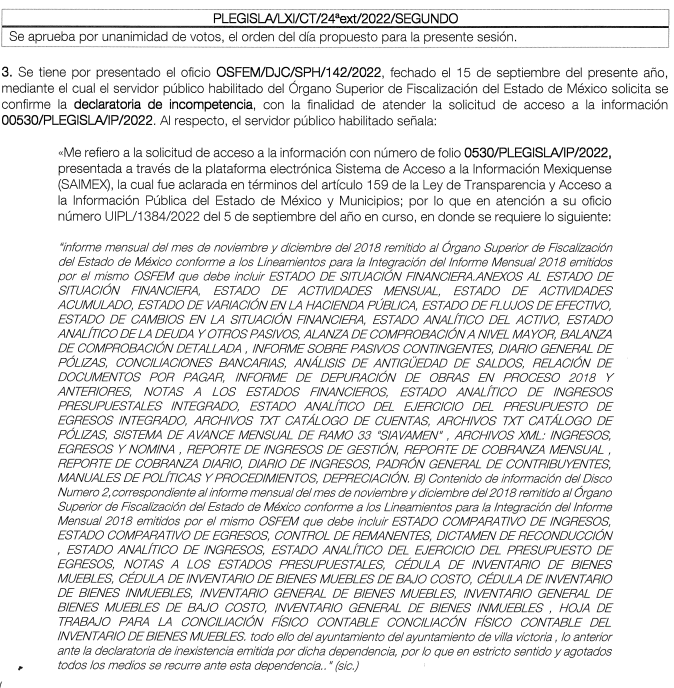 PLEGISLA/LXI/CT/24ªext/2022/SEGUNDO
Se aprueba por unanimidad de votos, el orden del día propuesto para la presente sesión.
3. Se tiene por presentado el oficio OSFEM/DJC/SPH/142/2022, fechado el 15 de septiembre del presente año,
mediante el cual el servidor público habilitado del Órgano Superior de Fiscalización del Estado de México solicita se
confirme la declaratoria de incompetencia, con la finalidad de atender la solicitud de acceso a la información
00530/PLEGISLA/IP/2022. Al respecto, el servidor público habilitado señala:
«Me refiero a la solicitud de acceso a la información con número de folio 0530/PLEGISLA/IP/2022,
presentada a través de la plataforma electrónica Sistema de Acceso a la Información Mexiquense
(SAIMEX), la cual fue aclarada en términos del artículo 159 de la Ley de Transparencia y Acceso a
la Información Pública del Estado de México y Municipios; por lo que en atención a su oficio
número UIPL/1384/2022 del 5 de septiembre del año en curso, en donde se requiere lo siguiente:
"informe mensual del mes de noviembre y diciembre del 2018 remitido al Órgano Superior de Fiscalización
del Estado de México conforme a los Lineamientos para la Integración del Informe Mensual 2018 emitidos
por el mismo OSFEM que debe incluir ESTADO DE SITUACIÓN FINANCIERA.ANEXOS AL ESTADO DE
SITUACIÓN FINANCIERA, ESTADO DE ACTIVIDADES MENSUAL, ESTADO DE ACTIVIDADES
ACUMULADO, ESTADO DE VARIACIÓN EN LA HACIENDA PÚBLICA, ESTADO DE FLUJOS DE EFECTIVO,
ESTADO DE CAMBIOS EN LA SITUACIÓN FINANCIERA, ESTADO ANALÍTICO DEL ACTIVO, ESTADO
ANALÍTICO DE LA DEUDA Y OTROS PASIVOS, ALANZA DE COMPROBACIÓN A NIVEL MAYOR, BALANZA
DE COMPROBACIÓN DETALLADA , INFORME SOBRE PASIVOS CONTINGENTES, DIARIO GENERAL DE
PÓLIZAS, CONCILIACIONES BANCARIAS, ANÁLISIS DE ANTIGÜEDAD DE SALDOS, RELACIÓN DE
DOCUMENTOS POR PAGAR, INFORME DE DEPURACIÓN DE OBRAS EN PROCESO 2018 Y
ANTERIORES, NOTAS A LOS ESTADOS FINANCIEROS, ESTADO ANALÍTICO DE INGRESOS
PRESUPUESTALES INTEGRADO, ESTADO ANALÍTICO DEL EJERCICIO DEL PRESUPUESTO DE
EGRESOS INTEGRADO, ARCHIVOS TXT CATÁLOGO DE CUENTAS, ARCHIVOS TXT CATÁLOGO DE
PÓLIZAS, SISTEMA DE AVANCE MENSUAL DE RAMO 33 "SIAVAMEN" , ARCHIVOS XML: INGRESOS,
EGRESOS Y NOMINA , REPORTE DE INGRESOS DE GESTIÓN, REPORTE DE COBRANZA MENSUAL ,
REPORTE DE COBRANZA DIARIO, DIARIO DE INGRESOS, PADRÓN GENERAL DE CONTRIBUYENTES,
MANUALES DE POLÍTICAS Y PROCEDIMIENTOS, DEPRECIACIÓN. B) Contenido de información del Disco
Numero 2,correspondiente al informe mensual del mes de noviembre y diciembre del 2018 remitido al Órgano
Superior de Fiscalización del Estado de México conforme a los Lineamientos para la Integración del Informe
Mensual 2018 emitidos por el mismo OSFEM que debe incluir ESTADO COMPARATIVO DE INGRESOS,
ESTADO COMPARATIVO DE EGRESOS, CONTROL DE REMANENTES, DICTAMEN DE RECONDUCCIÓN
, ESTADO ANALÍTICO DE INGRESOS, ESTADO ANALÍTICO DEL EJERCICIO DEL PRESUPUESTO DE
EGRESOS, NOTAS A LOS ESTADOS PRESUPUESTALES, CÉDULA DE INVENTARIO DE BIENES
MUEBLES, CÉDULA DE INVENTARIO DE BIENES MUEBLES DE BAJO COSTO, CÉDULA DE INVENTARIO
DE BIENES INMUEBLES, INVENTARIO GENERAL DE BIENES MUEBLES, INVENTARIO GENERAL DE
BIENES MUEBLES DE BAJO COSTO, INVENTARIO GENERAL DE BIENES INMUEBLES , HOJA DE
TRABAJO PARA LA CONCILIACIÓN FÍSICO CONTABLE CONCILIACÓN FÍSICO CONTABLE DEL
INVENTARIO DE BIENES MUEBLES. todo ello del ayuntamiento del ayuntamiento de villa victoria , lo anterior
ante la declaratoria de inexistencia emitida por dicha dependencia, por lo que en estricto sentido y agotados
todos los medios se recurre ante esta dependencia.." (sic.)